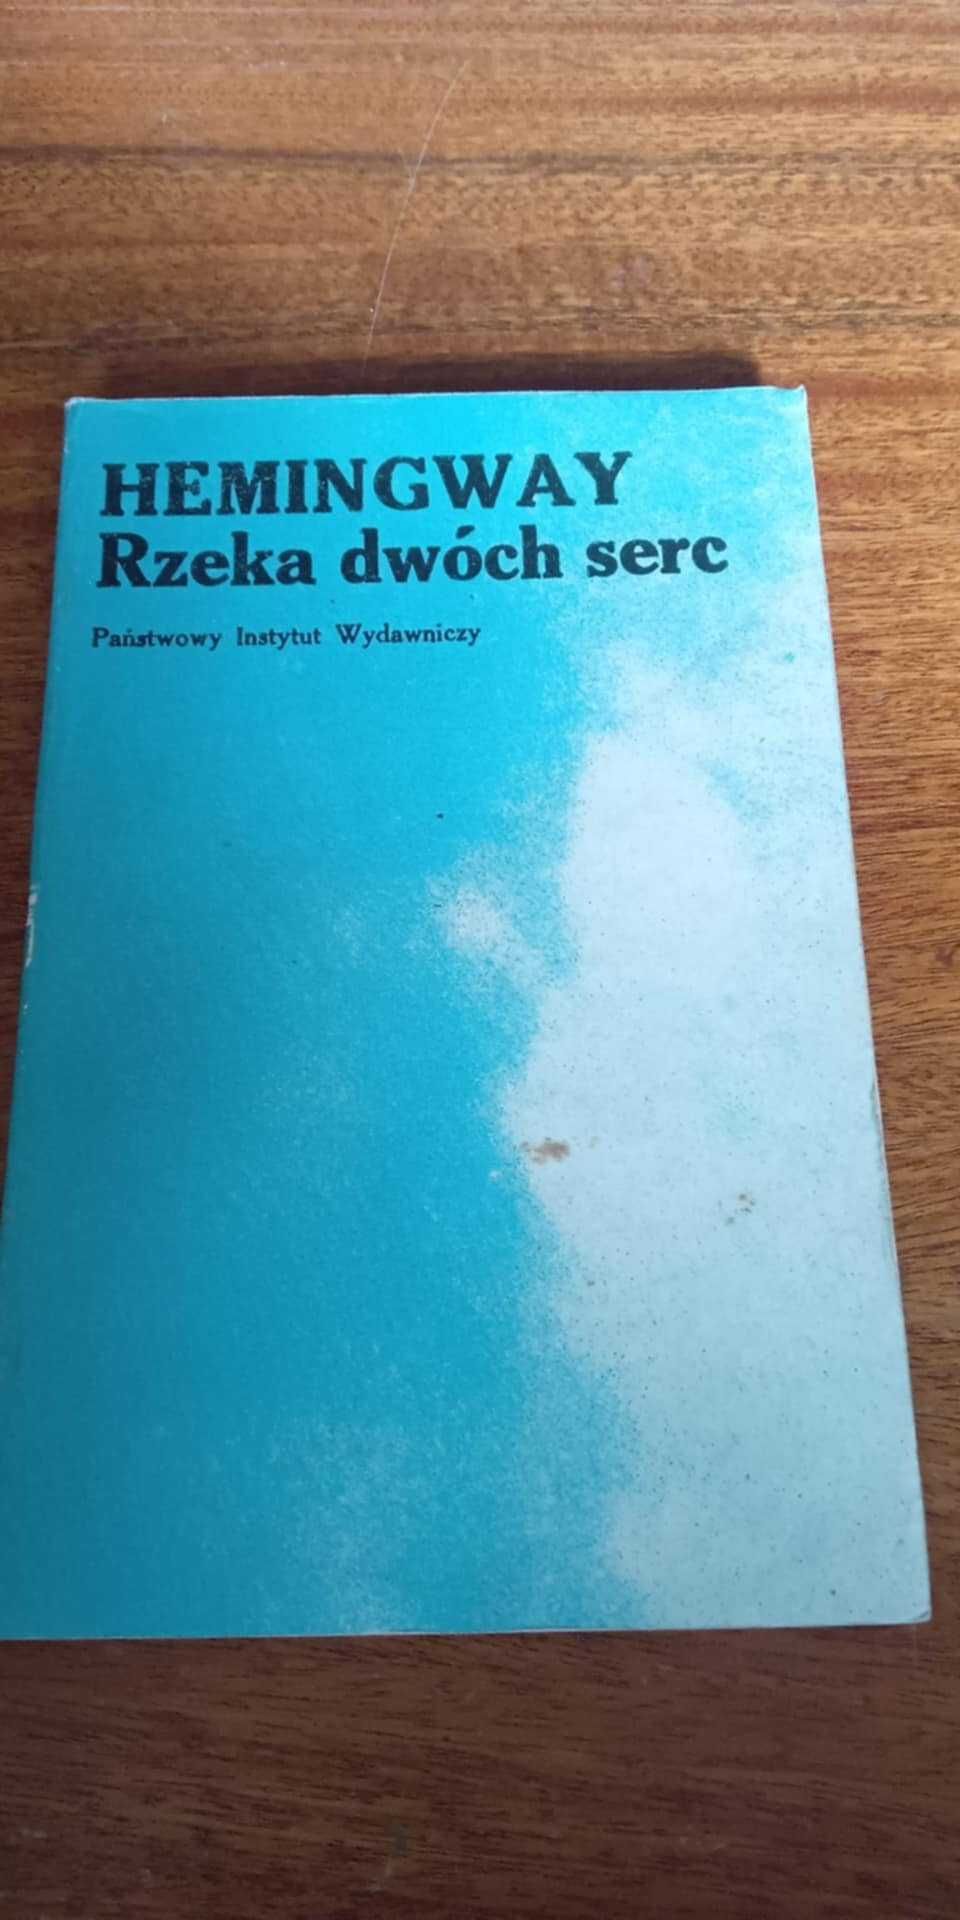 HEMINGWAY
Rzeka dwóch serc
Państwowy Instytut Wydawniczy